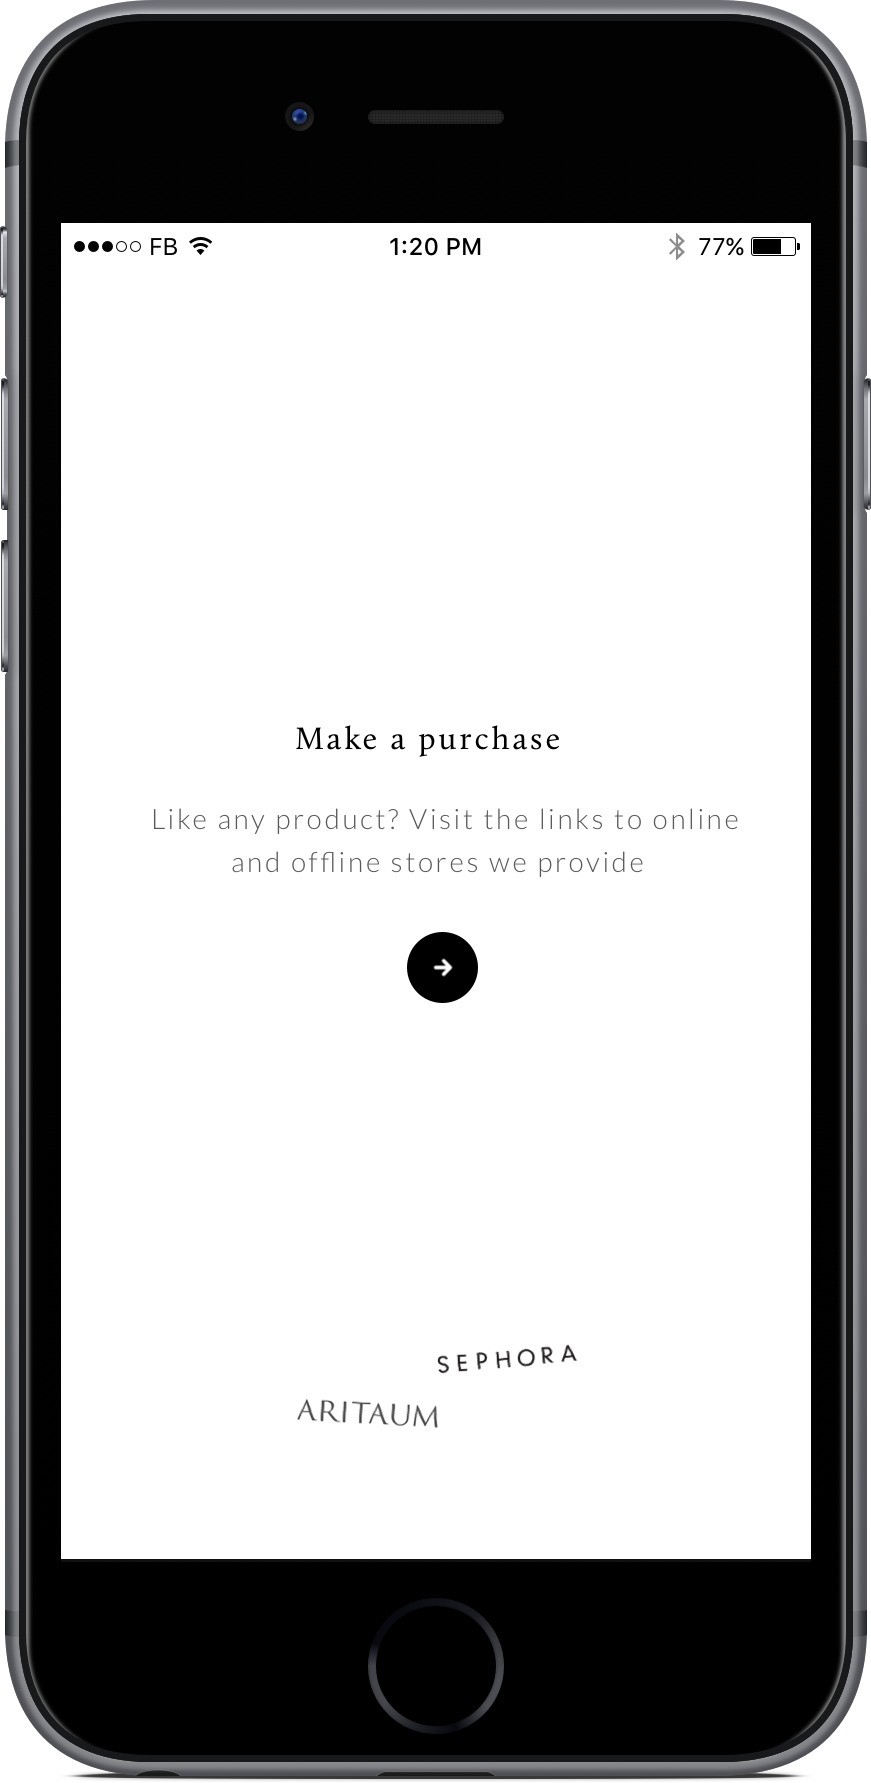 FB 1:20 PM 77%
Make a purchase
Like any product? Visit the links to online
and offline stores we provide
SEPHORA
ARITAUM